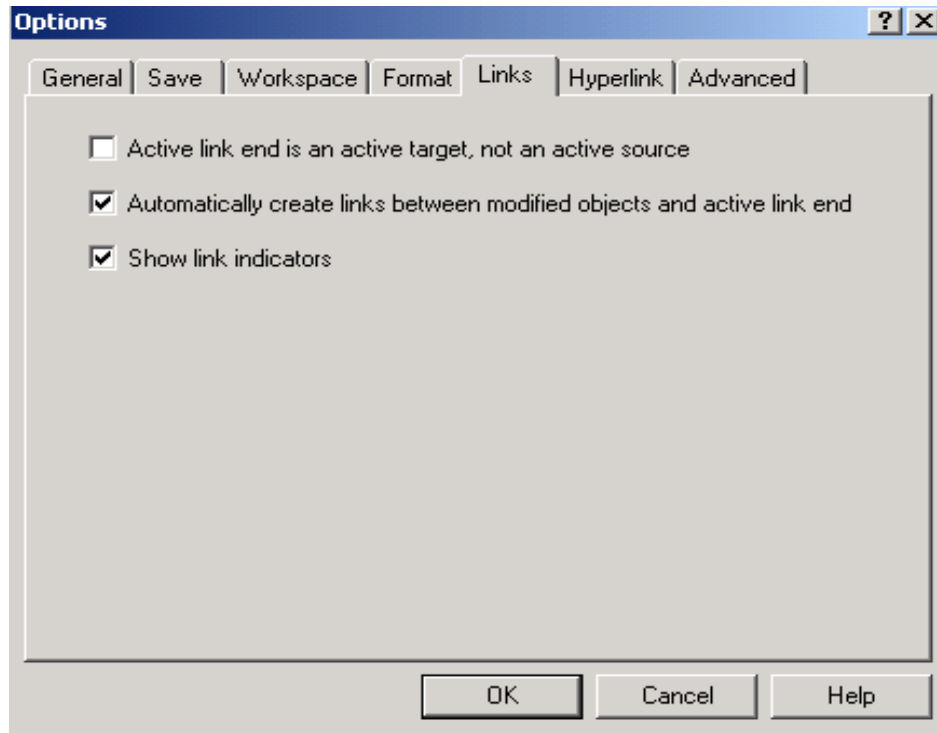 Options
General Save Workspace Format Links Hyperlink Advanced
Active link end is an active target, not an active source
Automatically create links between modified objects and active link end
Show link indicators
OK Cancel Help